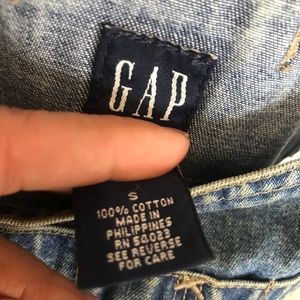 GAP
S
100% COTTON
MADE IN
PHILIPPINES
RN 54023
SEE REVERSE
FOR CARE